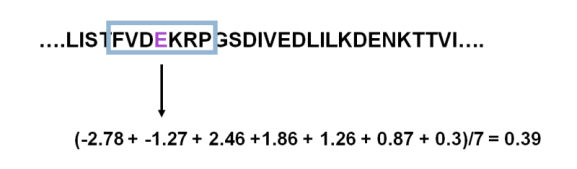 ....LISTFVDEKRPGSDIVEDLILKDENKTTVI....
(-2.78 + -1.27 + 2.46 +1.86 + 1.26 + 0.87 + 0.3)/7 = 0.39